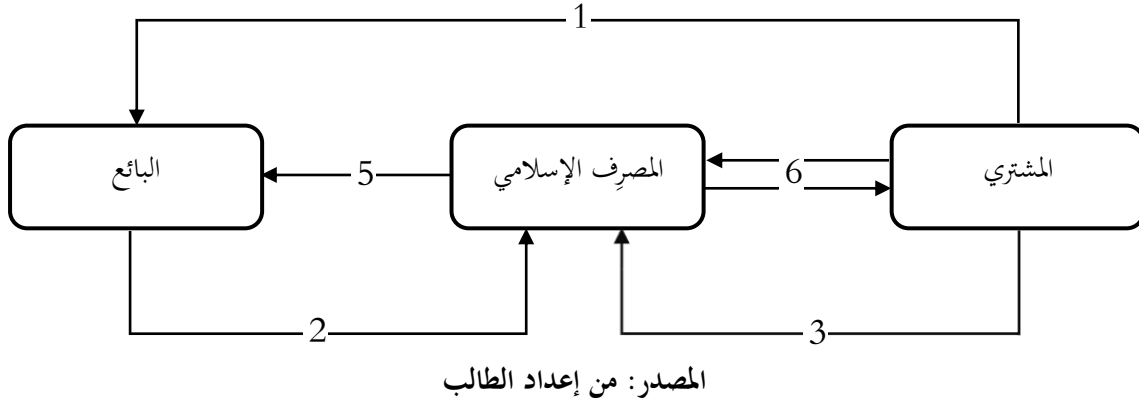 1
المشتري
6
المصرِف الإسلامي
5
البائع
3
2
المصدر: من إعداد الطالب